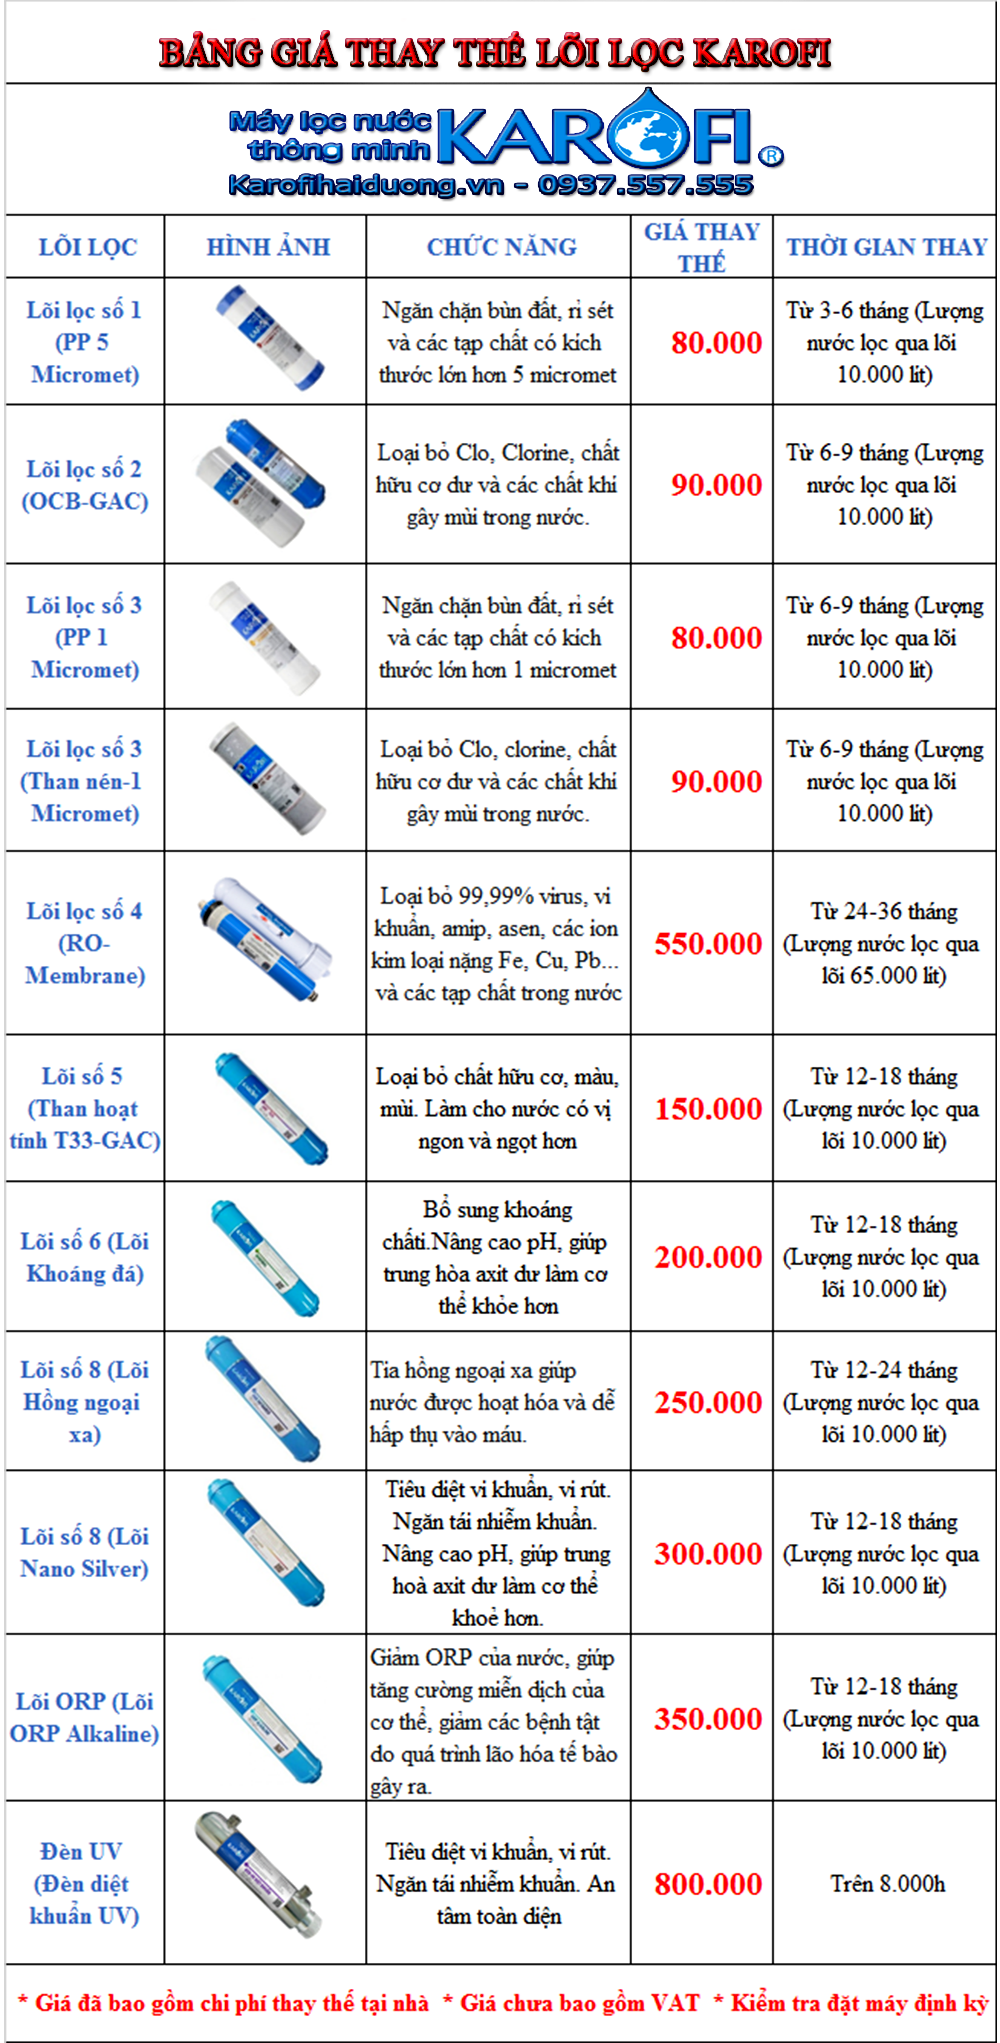 BẢNG GIÁ THAY THẾ LÕI LỌC KAROFI
Máy lọc nước
thông minh
KAROFI ®
Karofihaiduong.vn - 0937.557.555
LÕI LỌC
HÌNH ẢNH
CHỨC NĂNG
GIÁ THAY
THẾ
THỜI GIAN THAY
Lõi lọc số 1
(PP 5
Micromet)
Ngăn chặn bùn đất, rỉ sét
và các tạp chất có kích
thước lớn hơn 5 micromet
80.000
Từ 3-6 tháng (Lượng
nước lọc qua lõi
10.000 lít)
Lõi lọc số 2
(OCB-GAC)
Loại bỏ Clo, Clorine, chất
hữu cơ dư và các chất khí
gây mùi trong nước.
90.000
Từ 6-9 tháng (Lượng
nước lọc qua lõi
10.000 lít)
Lõi lọc số 3
(PP 1
Micromet)
Ngăn chặn bùn đất, rỉ sét
và các tạp chất có kích
thước lớn hơn 1 micromet
80.000
Từ 6-9 tháng (Lượng
nước lọc qua lõi
10.000 lít)
Lõi lọc số 3
(Than nén-1
Micromet)
Loại bỏ Clo, clorine, chất
hữu cơ dư và các chất khí
gây mùi trong nước.
90.000
Từ 6-9 tháng (Lượng
nước lọc qua lõi
10.000 lít)
Lõi lọc số 4
(RO-
Membrane)
Loại bỏ 99,99% virus, vi
khuẩn, amip, asen, các ion
kim loại nặng Fe, Cu, Pb...
và các tạp chất trong nước
550.000
Từ 24-36 tháng
(Lượng nước lọc qua
lõi 65.000 lít)
Lõi số 5
(Than hoạt
tính T33-GAC)
Loại bỏ chất hữu cơ, màu,
mùi. Làm cho nước có vị
ngon và ngọt hơn
150.000
Từ 12-18 tháng
(Lượng nước lọc qua
lõi 10.000 lít)
Lõi số 6 (Lõi
Khoáng đá)
Bổ sung khoáng
chấti.Nâng cao pH, giúp
trung hòa axit dư làm cơ
thể khỏe hơn
200.000
Từ 12-18 tháng
(Lượng nước lọc qua
lõi 10.000 lít)
Lõi số 8 (Lõi
Hồng ngoại
xa)
Tia hồng ngoại xa giúp
nước được hoạt hóa và dễ
hấp thụ vào máu.
250.000
Từ 12-24 tháng
(Lượng nước lọc qua
lõi 10.000 lít)
Lõi số 8 (Lõi
Nano Silver)
Tiêu diệt vi khuẩn, vi rút.
Ngăn tái nhiễm khuẩn.
Nâng cao pH, giúp trung
hoà axit dư làm cơ thể
khoẻ hơn.
300.000
Từ 12-18 tháng
(Lượng nước lọc qua
lõi 10.000 lít)
Lõi ORP (Lõi
ORP Alkaline)
Giảm ORP của nước, giúp
tăng cường miễn dịch của
cơ thể, giảm các bệnh tật
do quá trình lão hóa tế bào
gây ra.
350.000
Từ 12-18 tháng
(Lượng nước lọc qua
lõi 10.000 lít)
Đèn UV
(Đèn diệt
khuẩn UV)
Tiêu diệt vi khuẩn, vi rút.
Ngăn tái nhiễm khuẩn. An
tâm toàn diện
800.000
Trên 8.000h
* Giá đã bao gồm chi phí thay thế tại nhà * Giá chưa bao gồm VAT * Kiểm tra đặt máy định kỳ